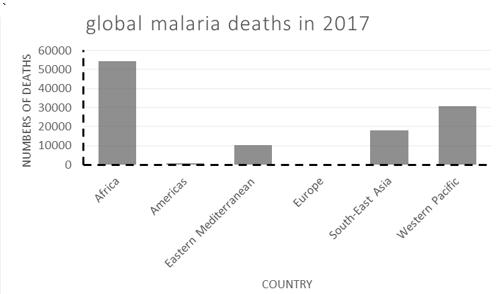 global malaria deaths in 2017
NUMBERS OF DEATHS
60000
50000
40000
30000
20000
10000
0
Africa
Americas
Eastern Mediterranean
Europe
South-East Asia
Western Pacific
COUNTRY